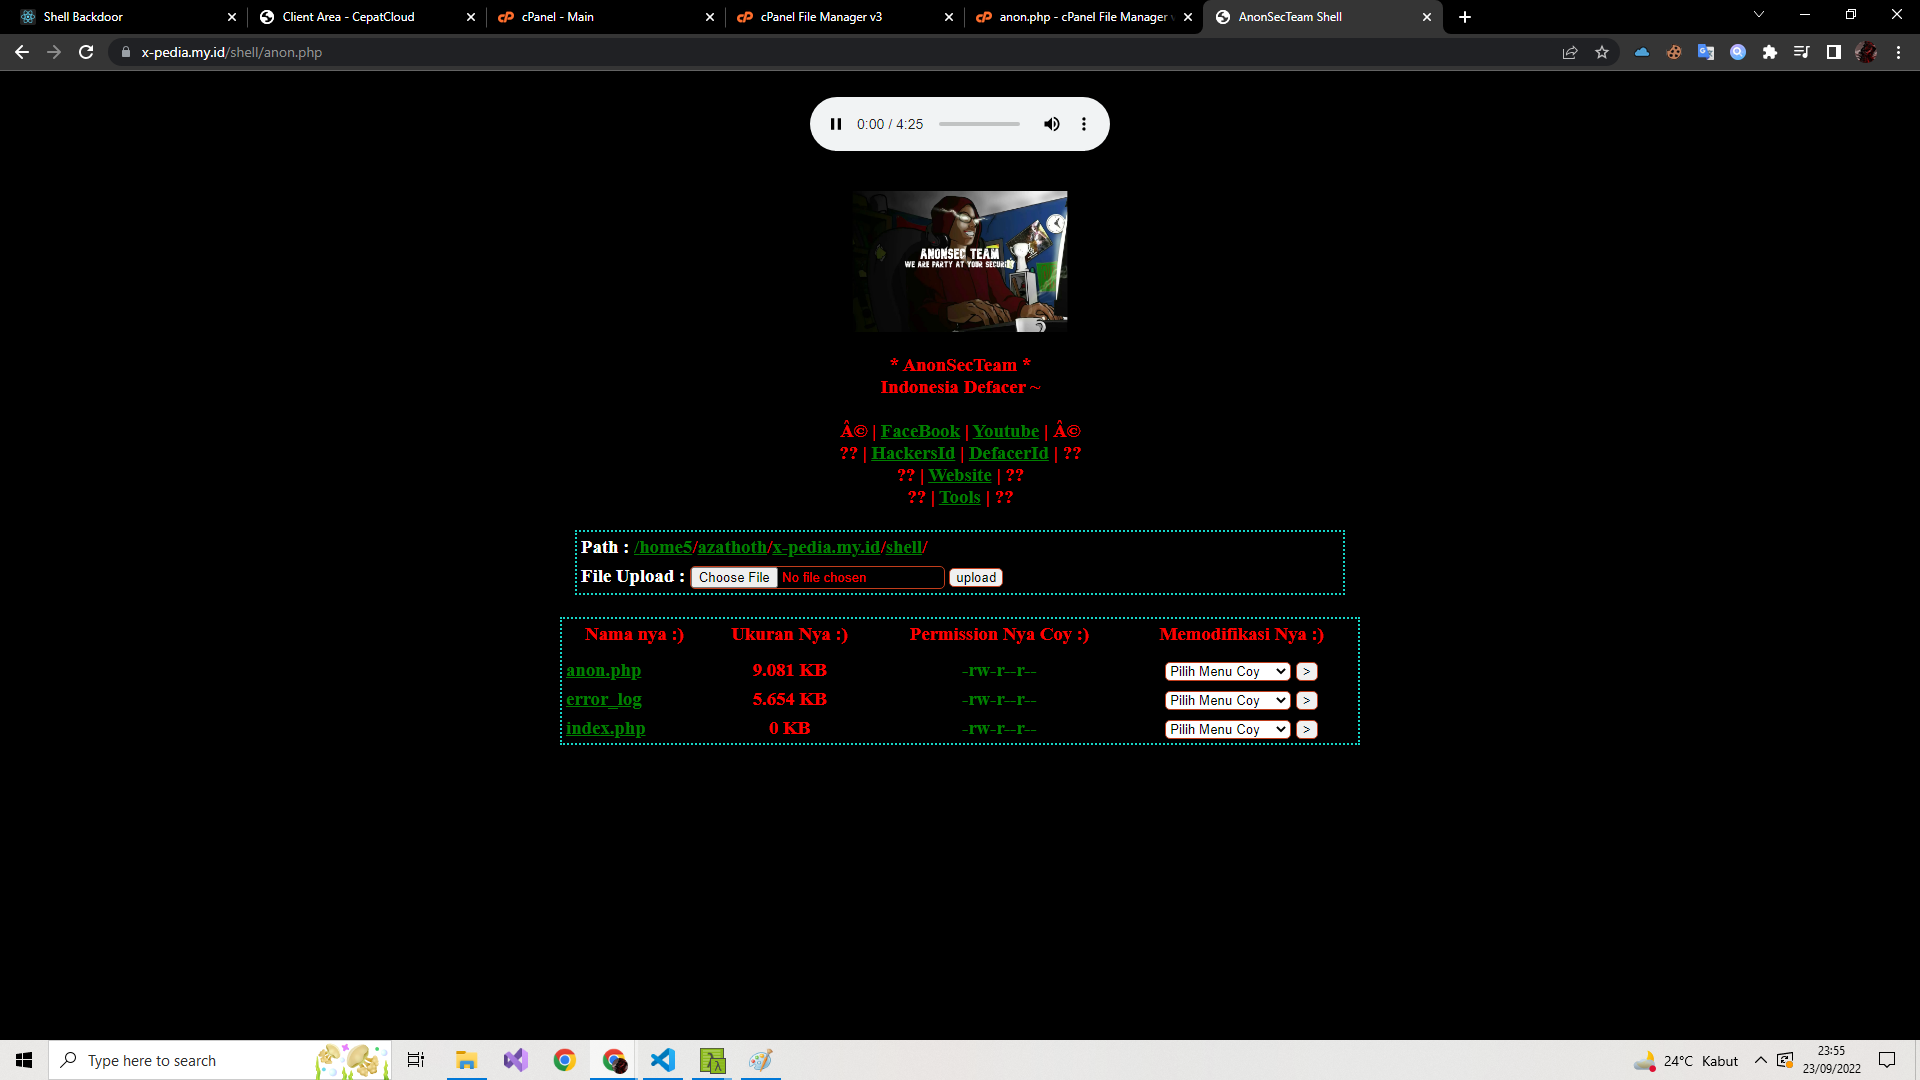 Shell Backdoor
Client Area - CepatCloud
cPanel - Main
cPanel File Manager v3
anon.php - cPanel File Manager v
AnonSecTeam Shell
x-pedia.my.id/shell/anon.php
0:00 / 4:25
ANONSEC TEAM
WE ARE PARTY AT YOUR SECURITY
* AnonSecTeam *
Indonesia Defacer ~
Â© | FaceBook | Youtube | Â©
?? | HackersId | DefacerId | ??
?? | Website | ??
?? | Tools | ??
Path : /home5/azathoth/x-pedia.my.id/shell/
File Upload : Choose File No file chosen upload
Nama nya :) Ukuran Nya :) Permission Nya Coy :) Memodifikasi Nya :)
anon.php 9.081 KB -rw-r--r-- Pilih Menu Coy >
error_log 5.654 KB -rw-r--r-- Pilih Menu Coy >
index.php 0 KB -rw-r--r-- Pilih Menu Coy >
Type here to search
24°C Kabut
23:55
23/09/2022